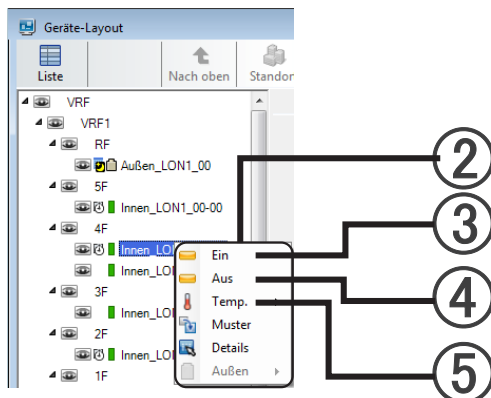 Geräte-Layout
Liste
Nach oben
Standor
VRF
VRF1
RF
Außen_LON1_00
5F
Innen_LON1_00-00
4F
Innen_LO
Ein
Innen_LO
Aus
3F
Temp.
Innen_LO
Muster
2F
Details
Innen_LO
1F
Außen
2
3
4
5